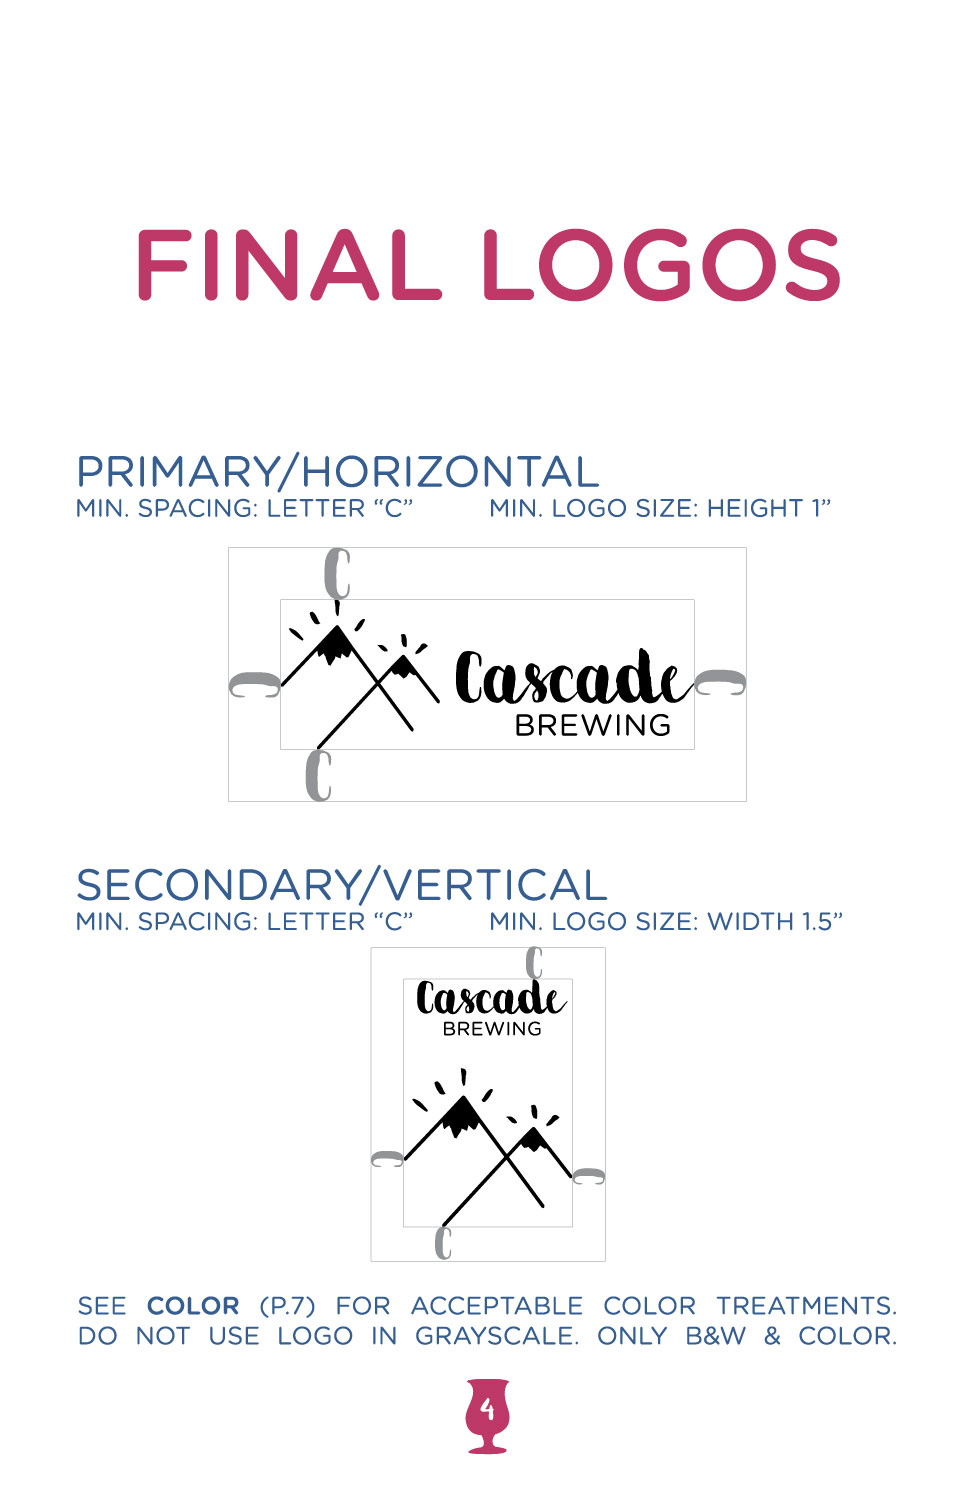 FINAL LOGOS
PRIMARY/HORIZONTAL
MIN. SPACING: LETTER “C” MIN. LOGO SIZE: HEIGHT 1”
C
C Cascade C
BREWING
C
SECONDARY/VERTICAL
MIN. SPACING: LETTER “C” MIN. LOGO SIZE: WIDTH 1.5”
C
Cascade
BREWING
C C
C
SEE COLOR (P.7) FOR ACCEPTABLE COLOR TREATMENTS.
DO NOT USE LOGO IN GRAYSCALE. ONLY B&W & COLOR.
4